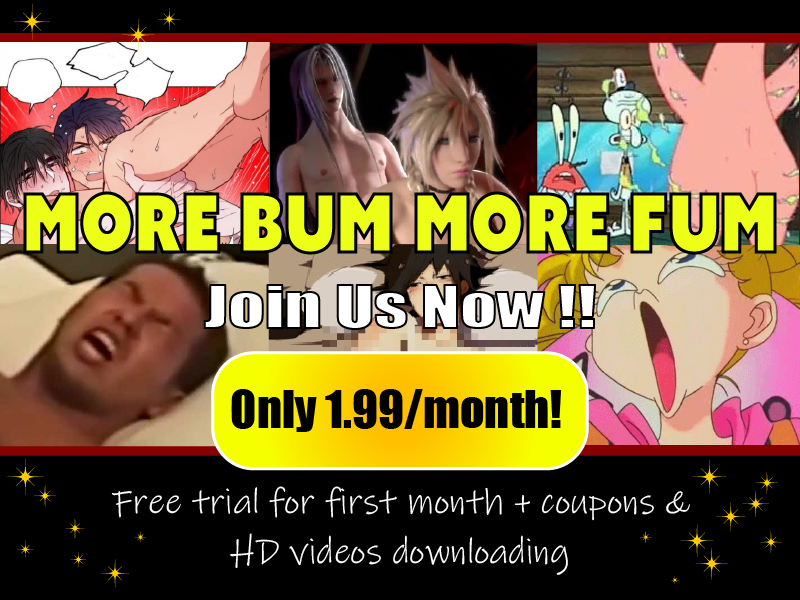 MORE BUM MORE FUM
Join Us Now !!
Only 1.99/month!
Free trial for first month + coupons &
HD videos downloading